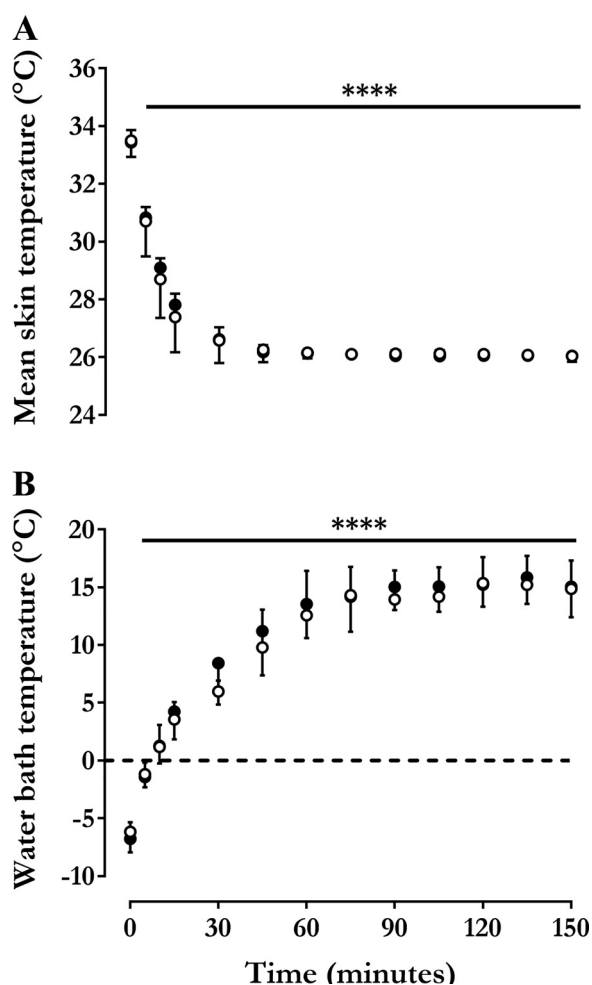 A
Mean skin temperature (°C)
36
34
32
30
28
26
24
****
B
Water bath temperature (°C)
20
15
10
5
0
-5
-10
****
0 30 60 90 120 150
Time (minutes)